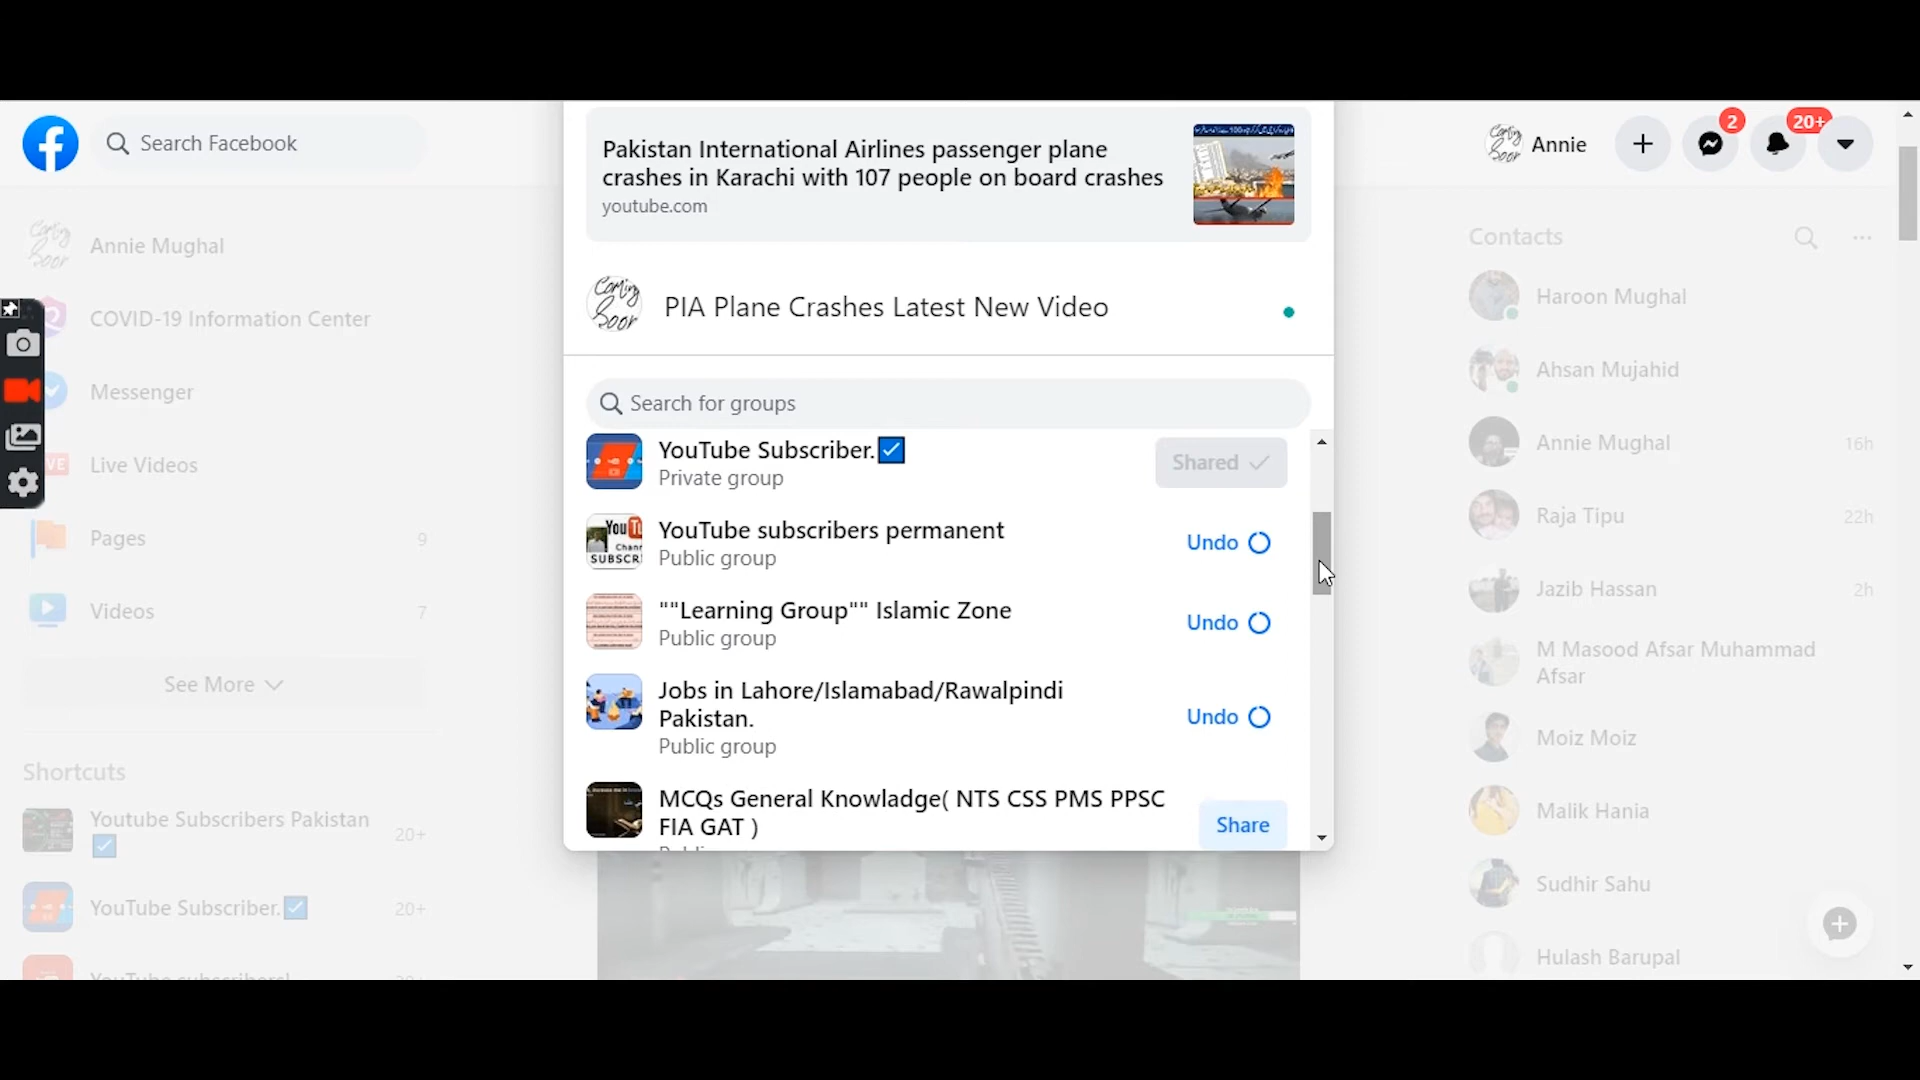 Search Facebook
Annie
2
20+
Annie Mughal
COVID-19 Information Center
Messenger
Live Videos
Pages
9
Videos
7
See More
Shortcuts
Youtube Subscribers Pakistan
20+
YouTube Subscriber.
20+
Pakistan International Airlines passenger plane
crashes in Karachi with 107 people on board crashes
youtube.com
Coming
Soon
PIA Plane Crashes Latest New Video
Search for groups
YouTube Subscriber.
Private group
Shared
YouTube subscribers permanent
Public group
Undo
""Learning Group"" Islamic Zone
Public group
Undo
Jobs in Lahore/Islamabad/Rawalpindi
Pakistan.
Public group
Undo
MCQs General Knowladge( NTS CSS PMS PPSC
FIA GAT )
Share
Contacts
Haroon Mughal
Ahsan Mujahid
Annie Mughal
16h
Raja Tipu
22h
Jazib Hassan
2h
M Masood Afsar Muhammad
Afsar
Moiz Moiz
Malik Hania
Sudhir Sahu
Hulash Barupal